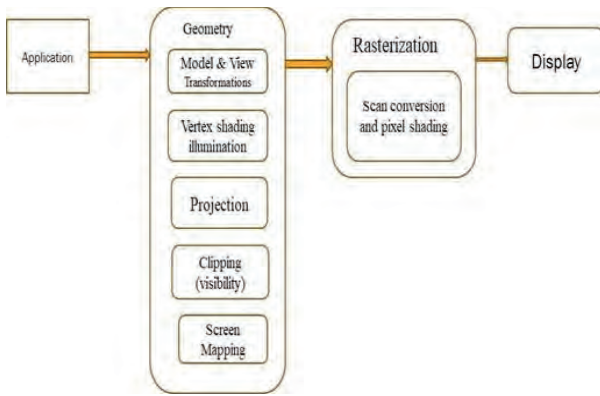 Application
Geometry
Model & View
Transformations
Vertex shading
illumination
Projection
Clipping
(visibility)
Screen
Mapping
Rasterization
Scan conversion
and pixel shading
Display